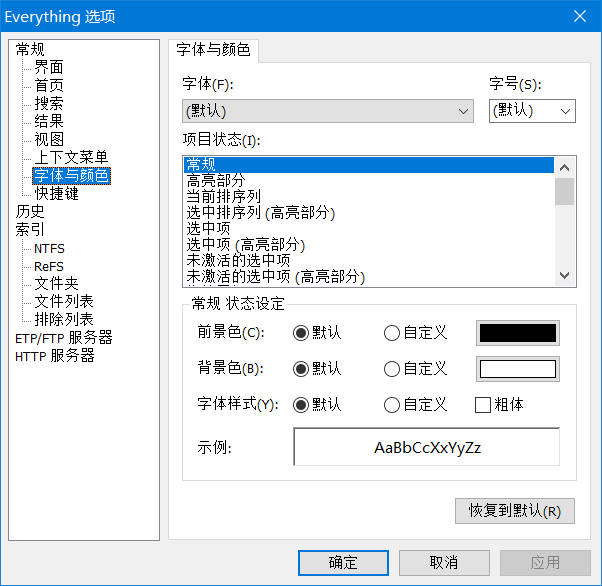 Everything 选项
常规
界面
首页
搜索
结果
视图
上下文菜单
字体与颜色
快捷键
历史
索引
NTFS
ReFS
文件夹
文件列表
排除列表
ETP/FTP 服务器
HTTP 服务器
字体与颜色
字体(F): 字号(S):
(默认) (默认)
项目状态(I):
常规
高亮部分
当前排序列
选中排序列 (高亮部分)
选中项
选中项 (高亮部分)
未激活的选中项
未激活的选中项 (高亮部分)
常规 状态设定
前景色(C): 默认 自定义
背景色(B): 默认 自定义
字体样式(Y): 默认 自定义 粗体
示例: AaBbCcXxYyZz
恢复到默认(R)
确定 取消 应用